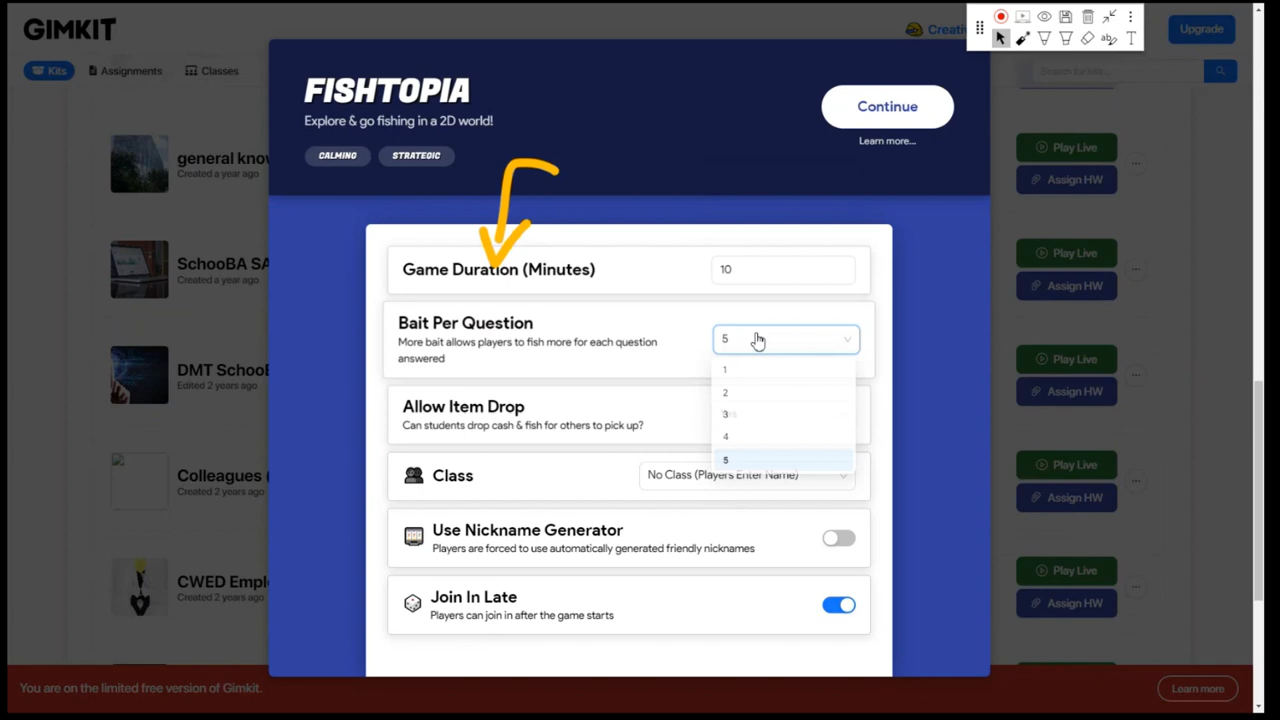 GIMKIT
Creativ
Upgrade
Kits
Assignments
Classes
Search for kits...
FISHTOPIA
Explore & go fishing in a 2D world!
CALMING
STRATEGIC
Continue
Learn more...
general kno
Created a year ago
Play Live
Assign HW
SchooBA SA
Created a year ago
Play Live
Assign HW
DMT SchooB
Edited 2 years ago
Play Live
Assign HW
Colleagues (
Created 2 years ago
Play Live
Assign HW
CWED Empl
Created 2 years ago
Play Live
Assign HW
Game Duration (Minutes)
10
Bait Per Question
More bait allows players to fish more for each question
answered
5
1
2
3
4
5
Allow Item Drop
Can students drop cash & fish for others to pick up?
Class
No Class (Players Enter Name)
Use Nickname Generator
Players are forced to use automatically generated friendly nicknames
Join In Late
Players can join in after the game starts
You are on the limited free version of Gimkit.
Learn more